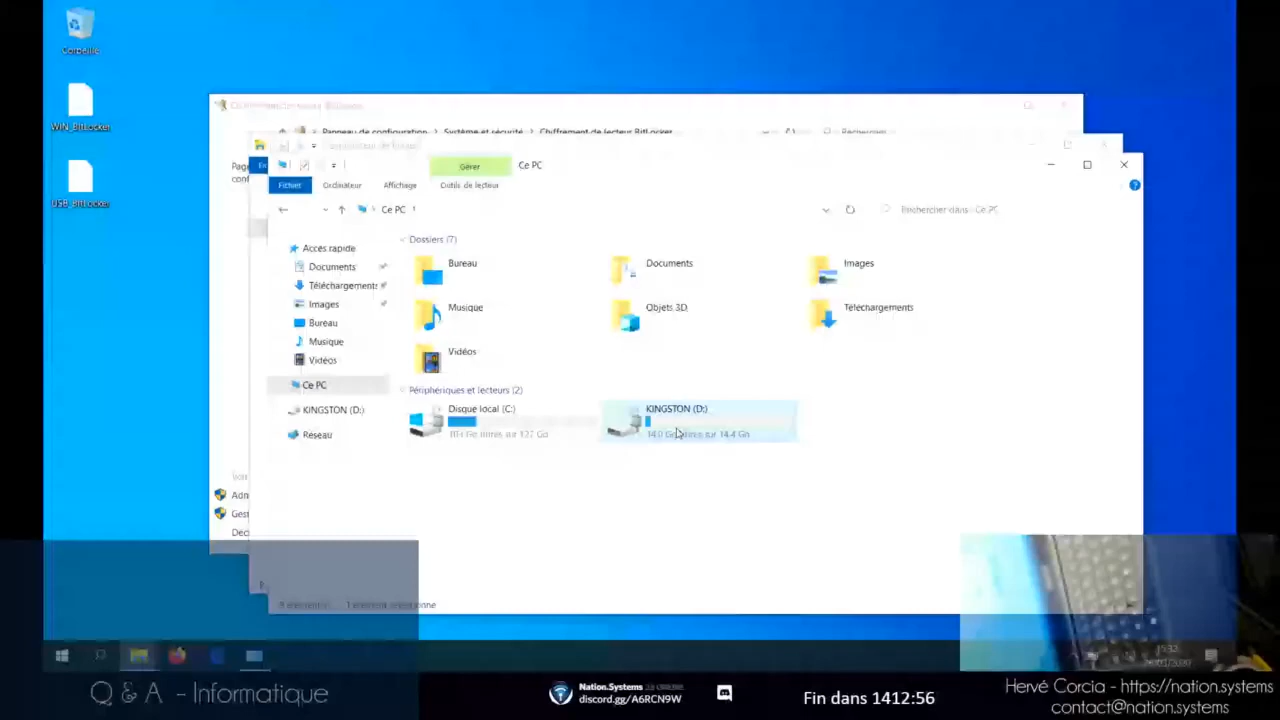 Corbeille
WIN_BitLocker
USB_BitLocker
Panneau de configuration > Système et sécurité > Chiffrement de lecteur BitLocker
Rechercher
Gérer
Ce PC
Fichier
Ordinateur
Affichage
Outils de lecteur
Ce PC
Rechercher dans : Ce PC
Accès rapide
Documents
Téléchargements
Images
Bureau
Musique
Vidéos
Ce PC
KINGSTON (D:)
Réseau
Dossiers (7)
Bureau
Documents
Images
Musique
Objets 3D
Téléchargements
Vidéos
Périphériques et lecteurs (2)
Disque local (C:)
KINGSTON (D:)
14.0 Go libres sur 14.4 Go
Q & A - Informatique
Nation.Systems
discord.gg/A6RCN9W
Fin dans 1412:56
Hervé Corcia - https://nation.systems
contact@nation.systems